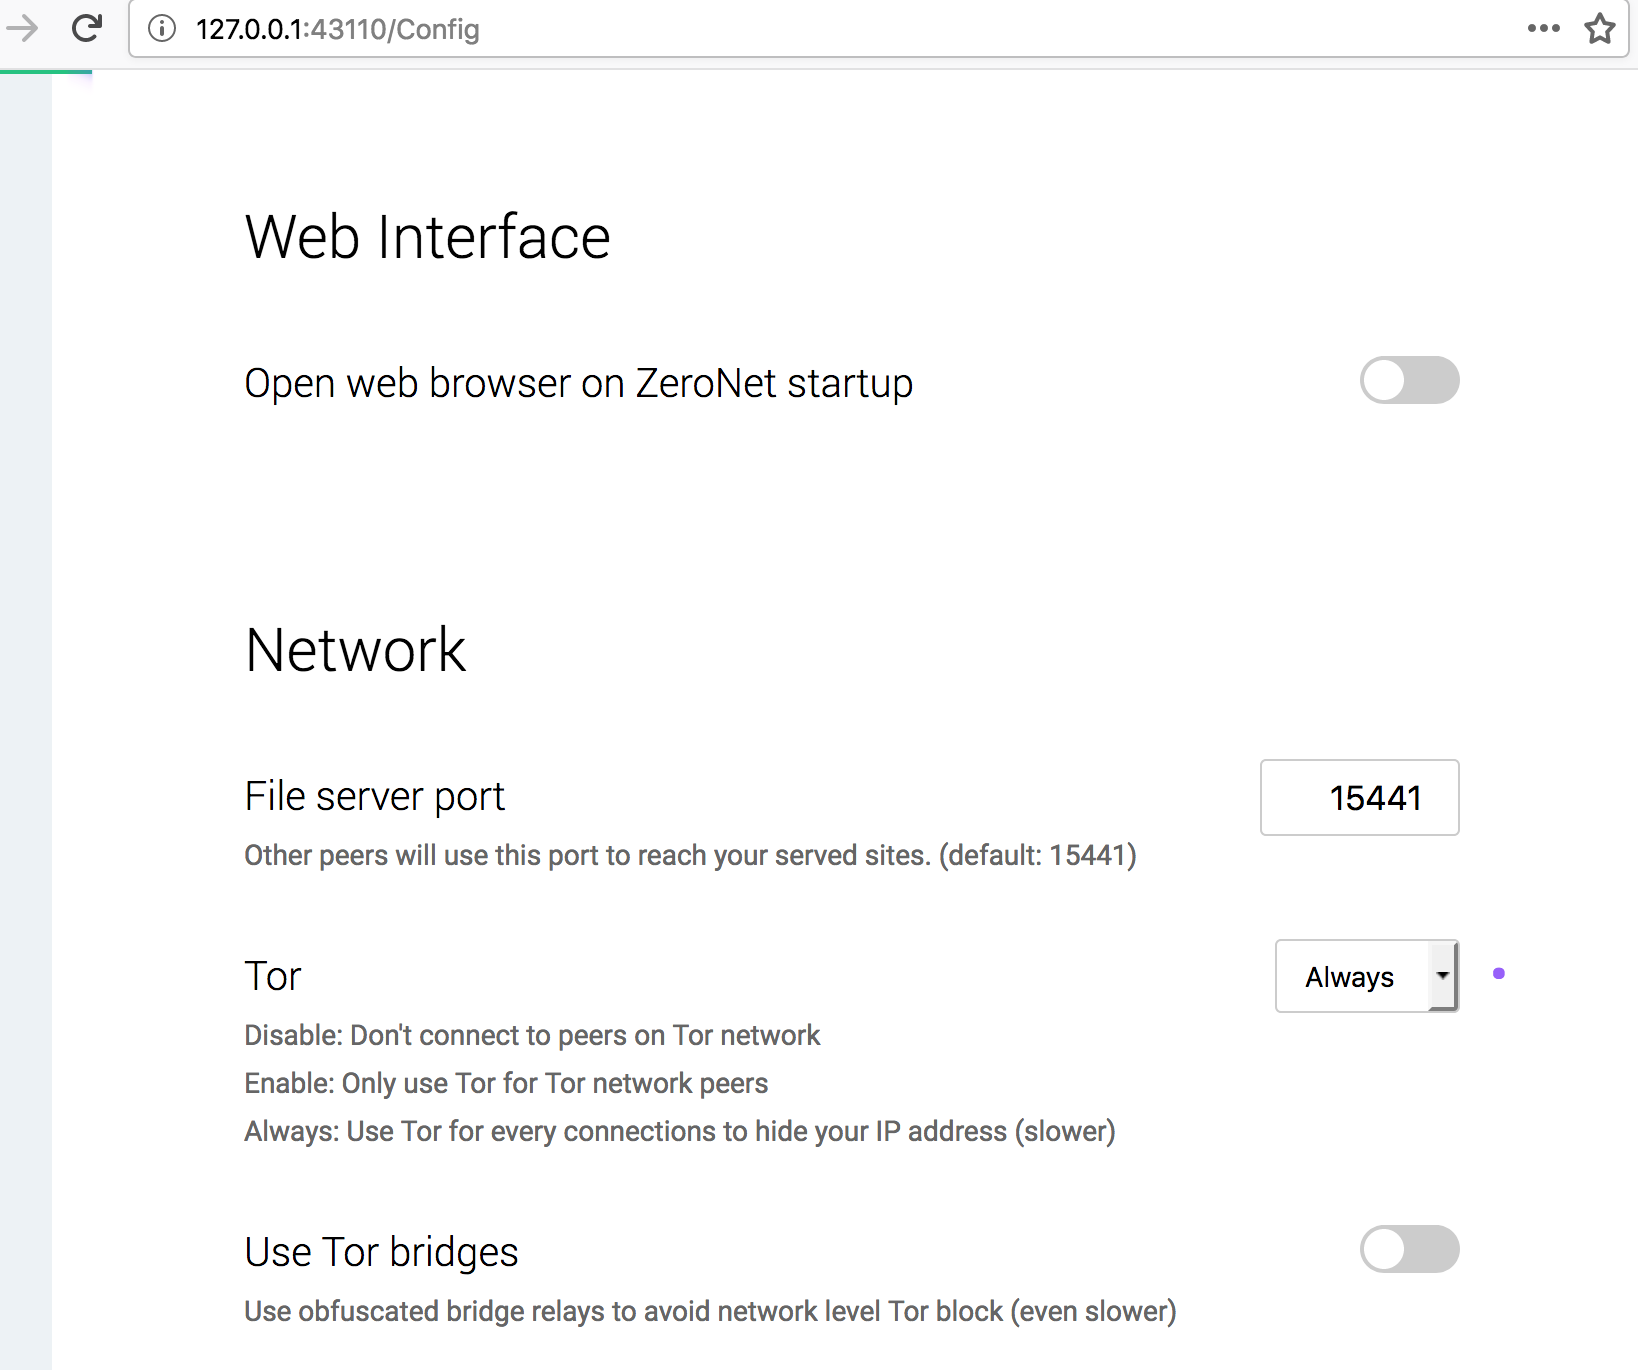 127.0.0.1:43110/Config
Web Interface
Open web browser on ZeroNet startup
Network
File server port
15441
Other peers will use this port to reach your served sites. (default: 15441)
Tor
Always
Disable: Don't connect to peers on Tor network
Enable: Only use Tor for Tor network peers
Always: Use Tor for every connections to hide your IP address (slower)
Use Tor bridges
Use obfuscated bridge relays to avoid network level Tor block (even slower)